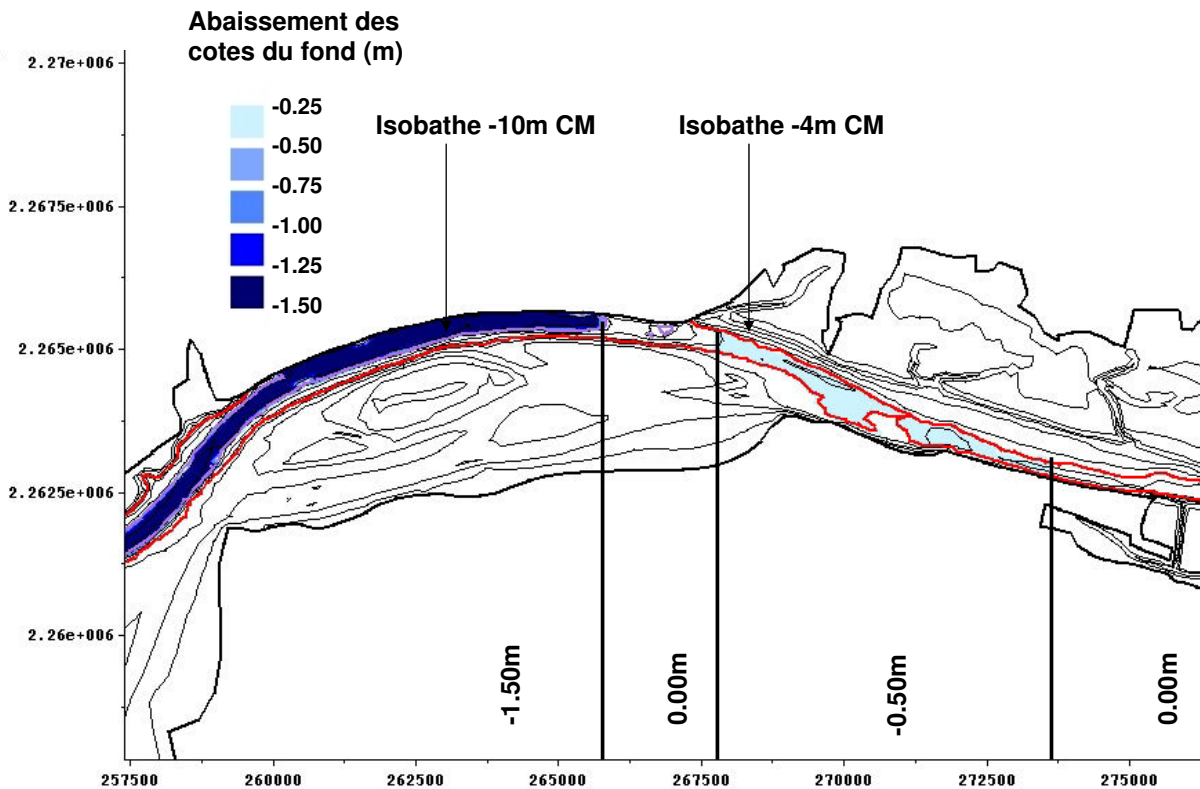 Abaissement des
cotes du fond (m)
2.27e+006
-0.25
Isobathe -10m CM
Isobathe -4m CM
-0.50
-0.75
2.2675e+006
-1.00
-1.25
-1.50
2.265e+006
2.2625e+006
2.26e+006
-1.50m
0.00m
-0.50m
0.00m
257500
260000
262500
265000
267500
270000
272500
275000